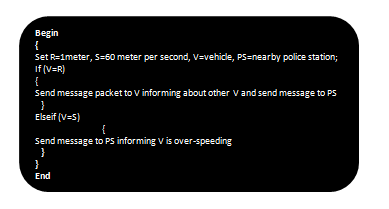 Begin
{
Set R=1meter, S=60 meter per second, V=vehicle, PS=nearby police station;
If (V=R)
{
Send message packet to V informing about other V and send message to PS
}
Elseif (V=S)
{
Send message to PS informing V is over-speeding
}
}
End